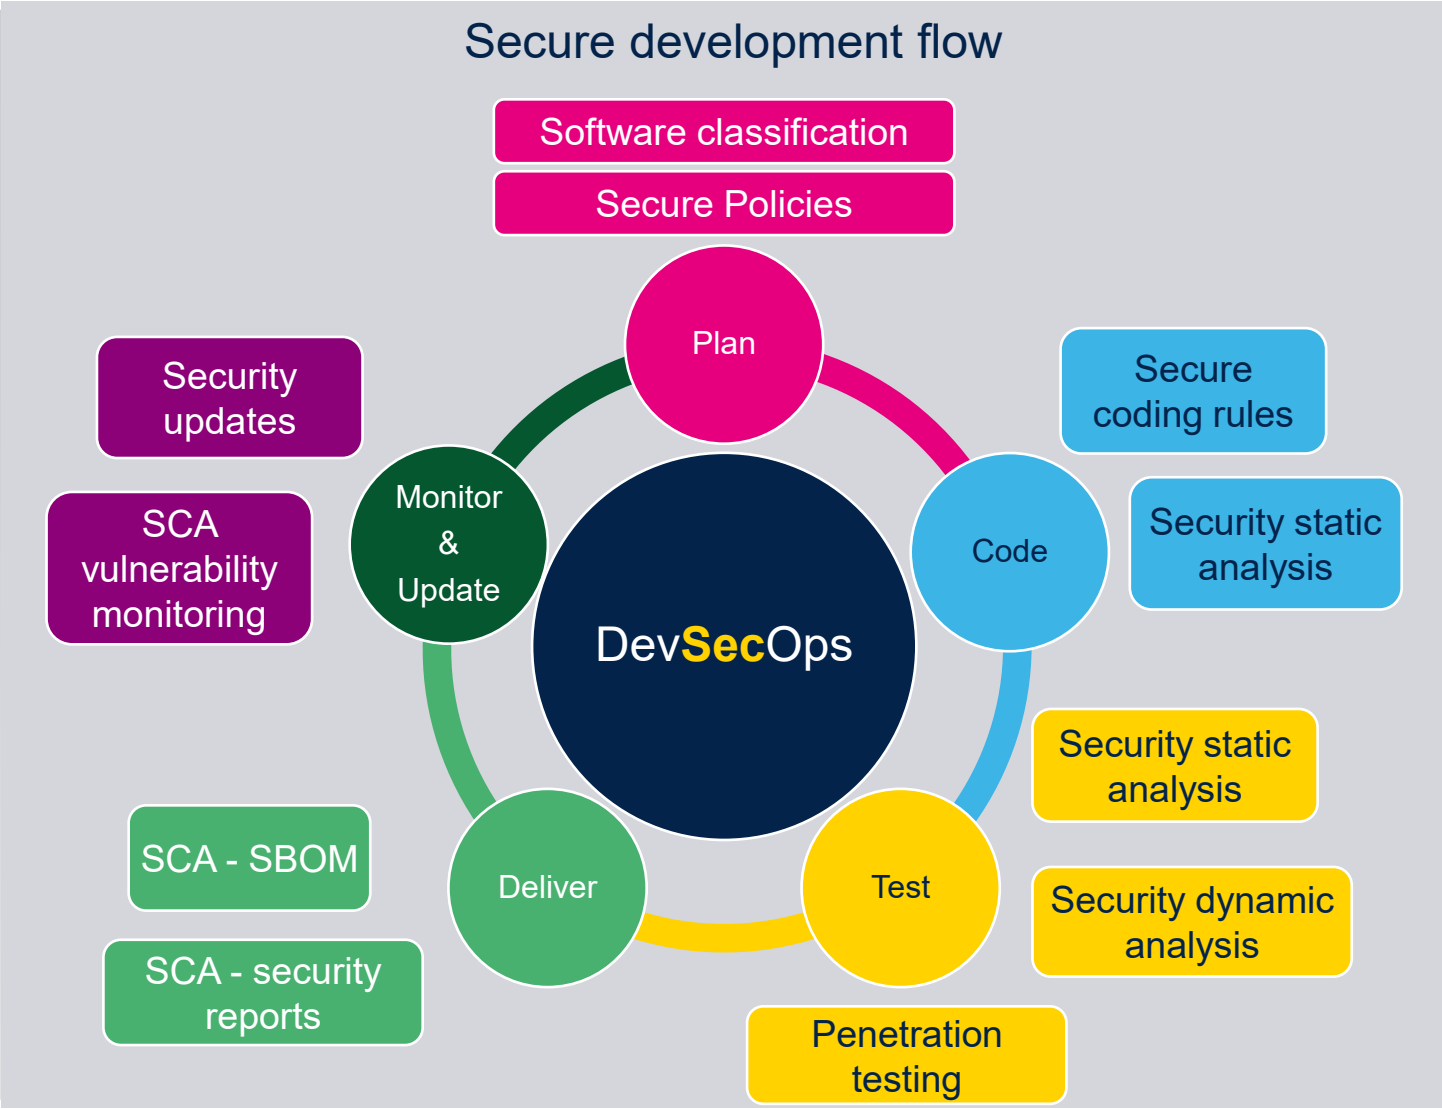 Secure development flow
Software classification
Secure Policies
Plan
Secure
coding rules
Security static
analysis
Code
Security static
analysis
Security dynamic
analysis
Test
Penetration
testing
Deliver
SCA - SBOM
SCA - security
reports
Monitor
&
Update
Security
updates
SCA
vulnerability
monitoring
DevSecOps